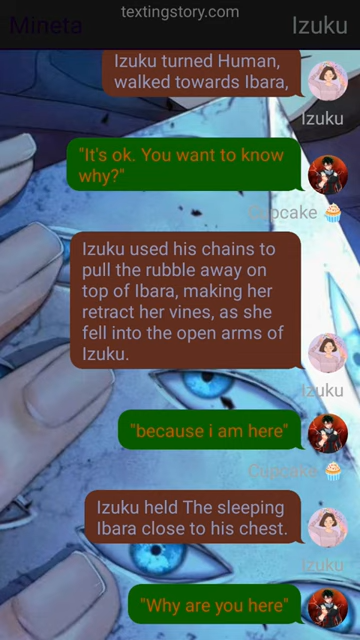 textingstory.com
Mineta
Izuku
Izuku turned Human,
walked towards Ibara,
Izuku
"It's ok. You want to know
why?"
Cupcake 🧁
Izuku used his chains to
pull the rubble away on
top of Ibara, making her
retract her vines, as she
fell into the open arms of
Izuku.
Izuku
"because i am here"
Cupcake 🧁
Izuku held The sleeping
Ibara close to his chest.
Izuku
"Why are you here"